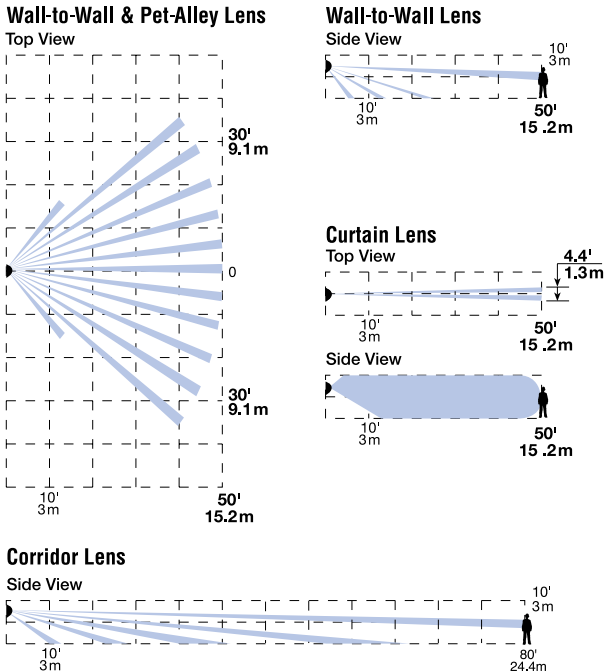 Wall-to-Wall & Pet-Alley Lens
Top View
30'
9.1m
0
30'
9.1m
10'
3m
50'
15.2m
Wall-to-Wall Lens
Side View
10'
3m
10'
3m
50'
15 .2m
Curtain Lens
Top View
4.4'
1.3m
10'
3m
50'
15 .2m
Side View
10'
3m
50'
15 .2m
Corridor Lens
Side View
10'
3m
10'
3m
80'
24.4m